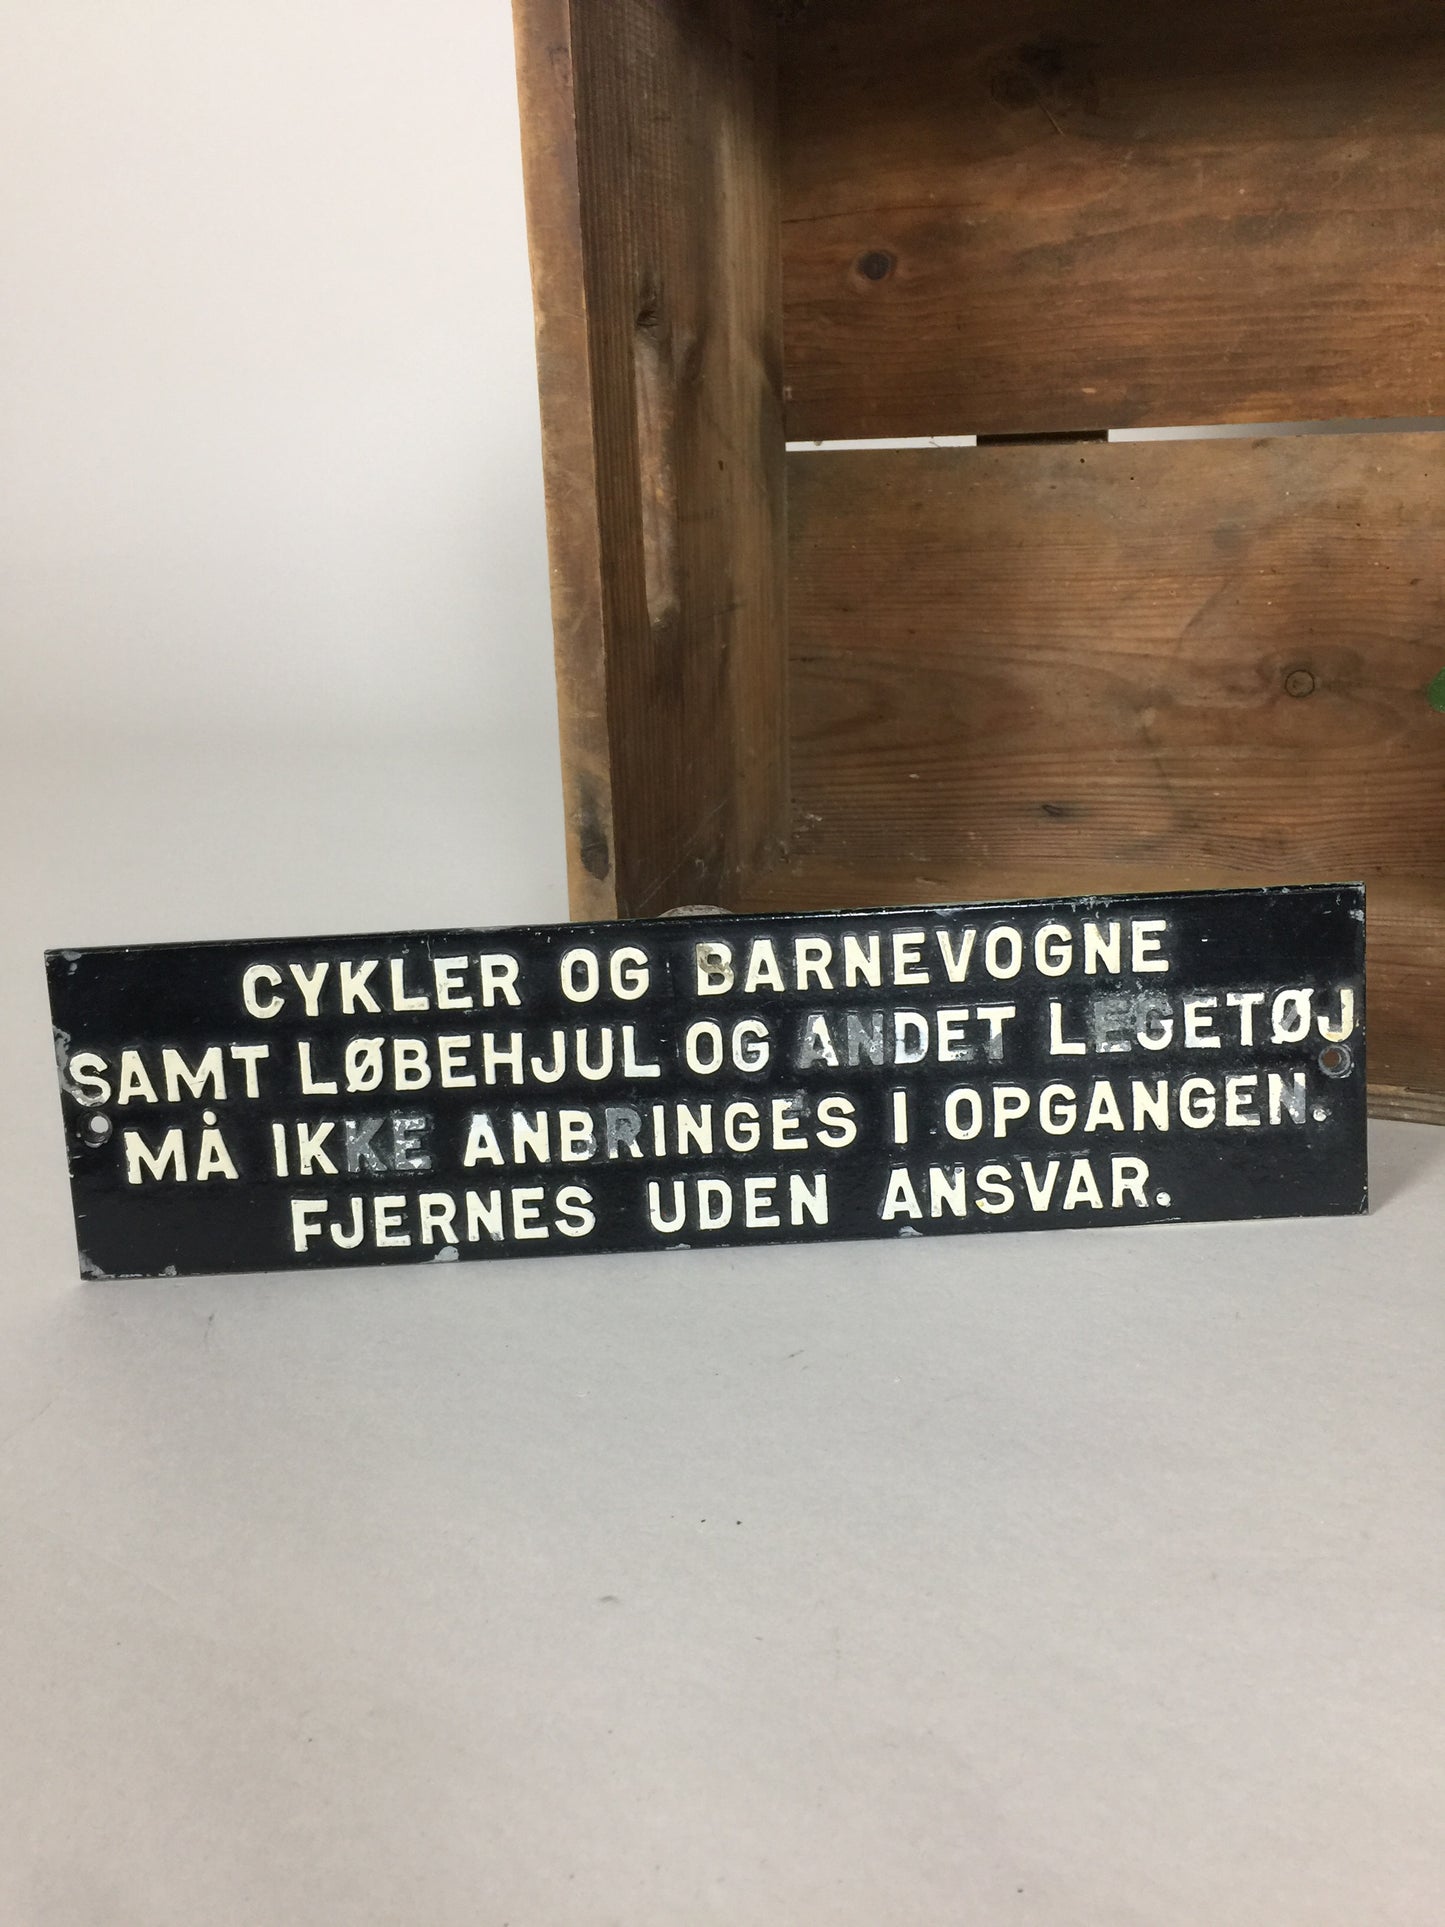 CYKLER OG BARNEVOGNE
SAMT LØBEHJUL OG ANDET LEGETØJ
MÅ IKKE ANBRINGES I OPGANGEN.
FJERNES UDEN ANSVAR.